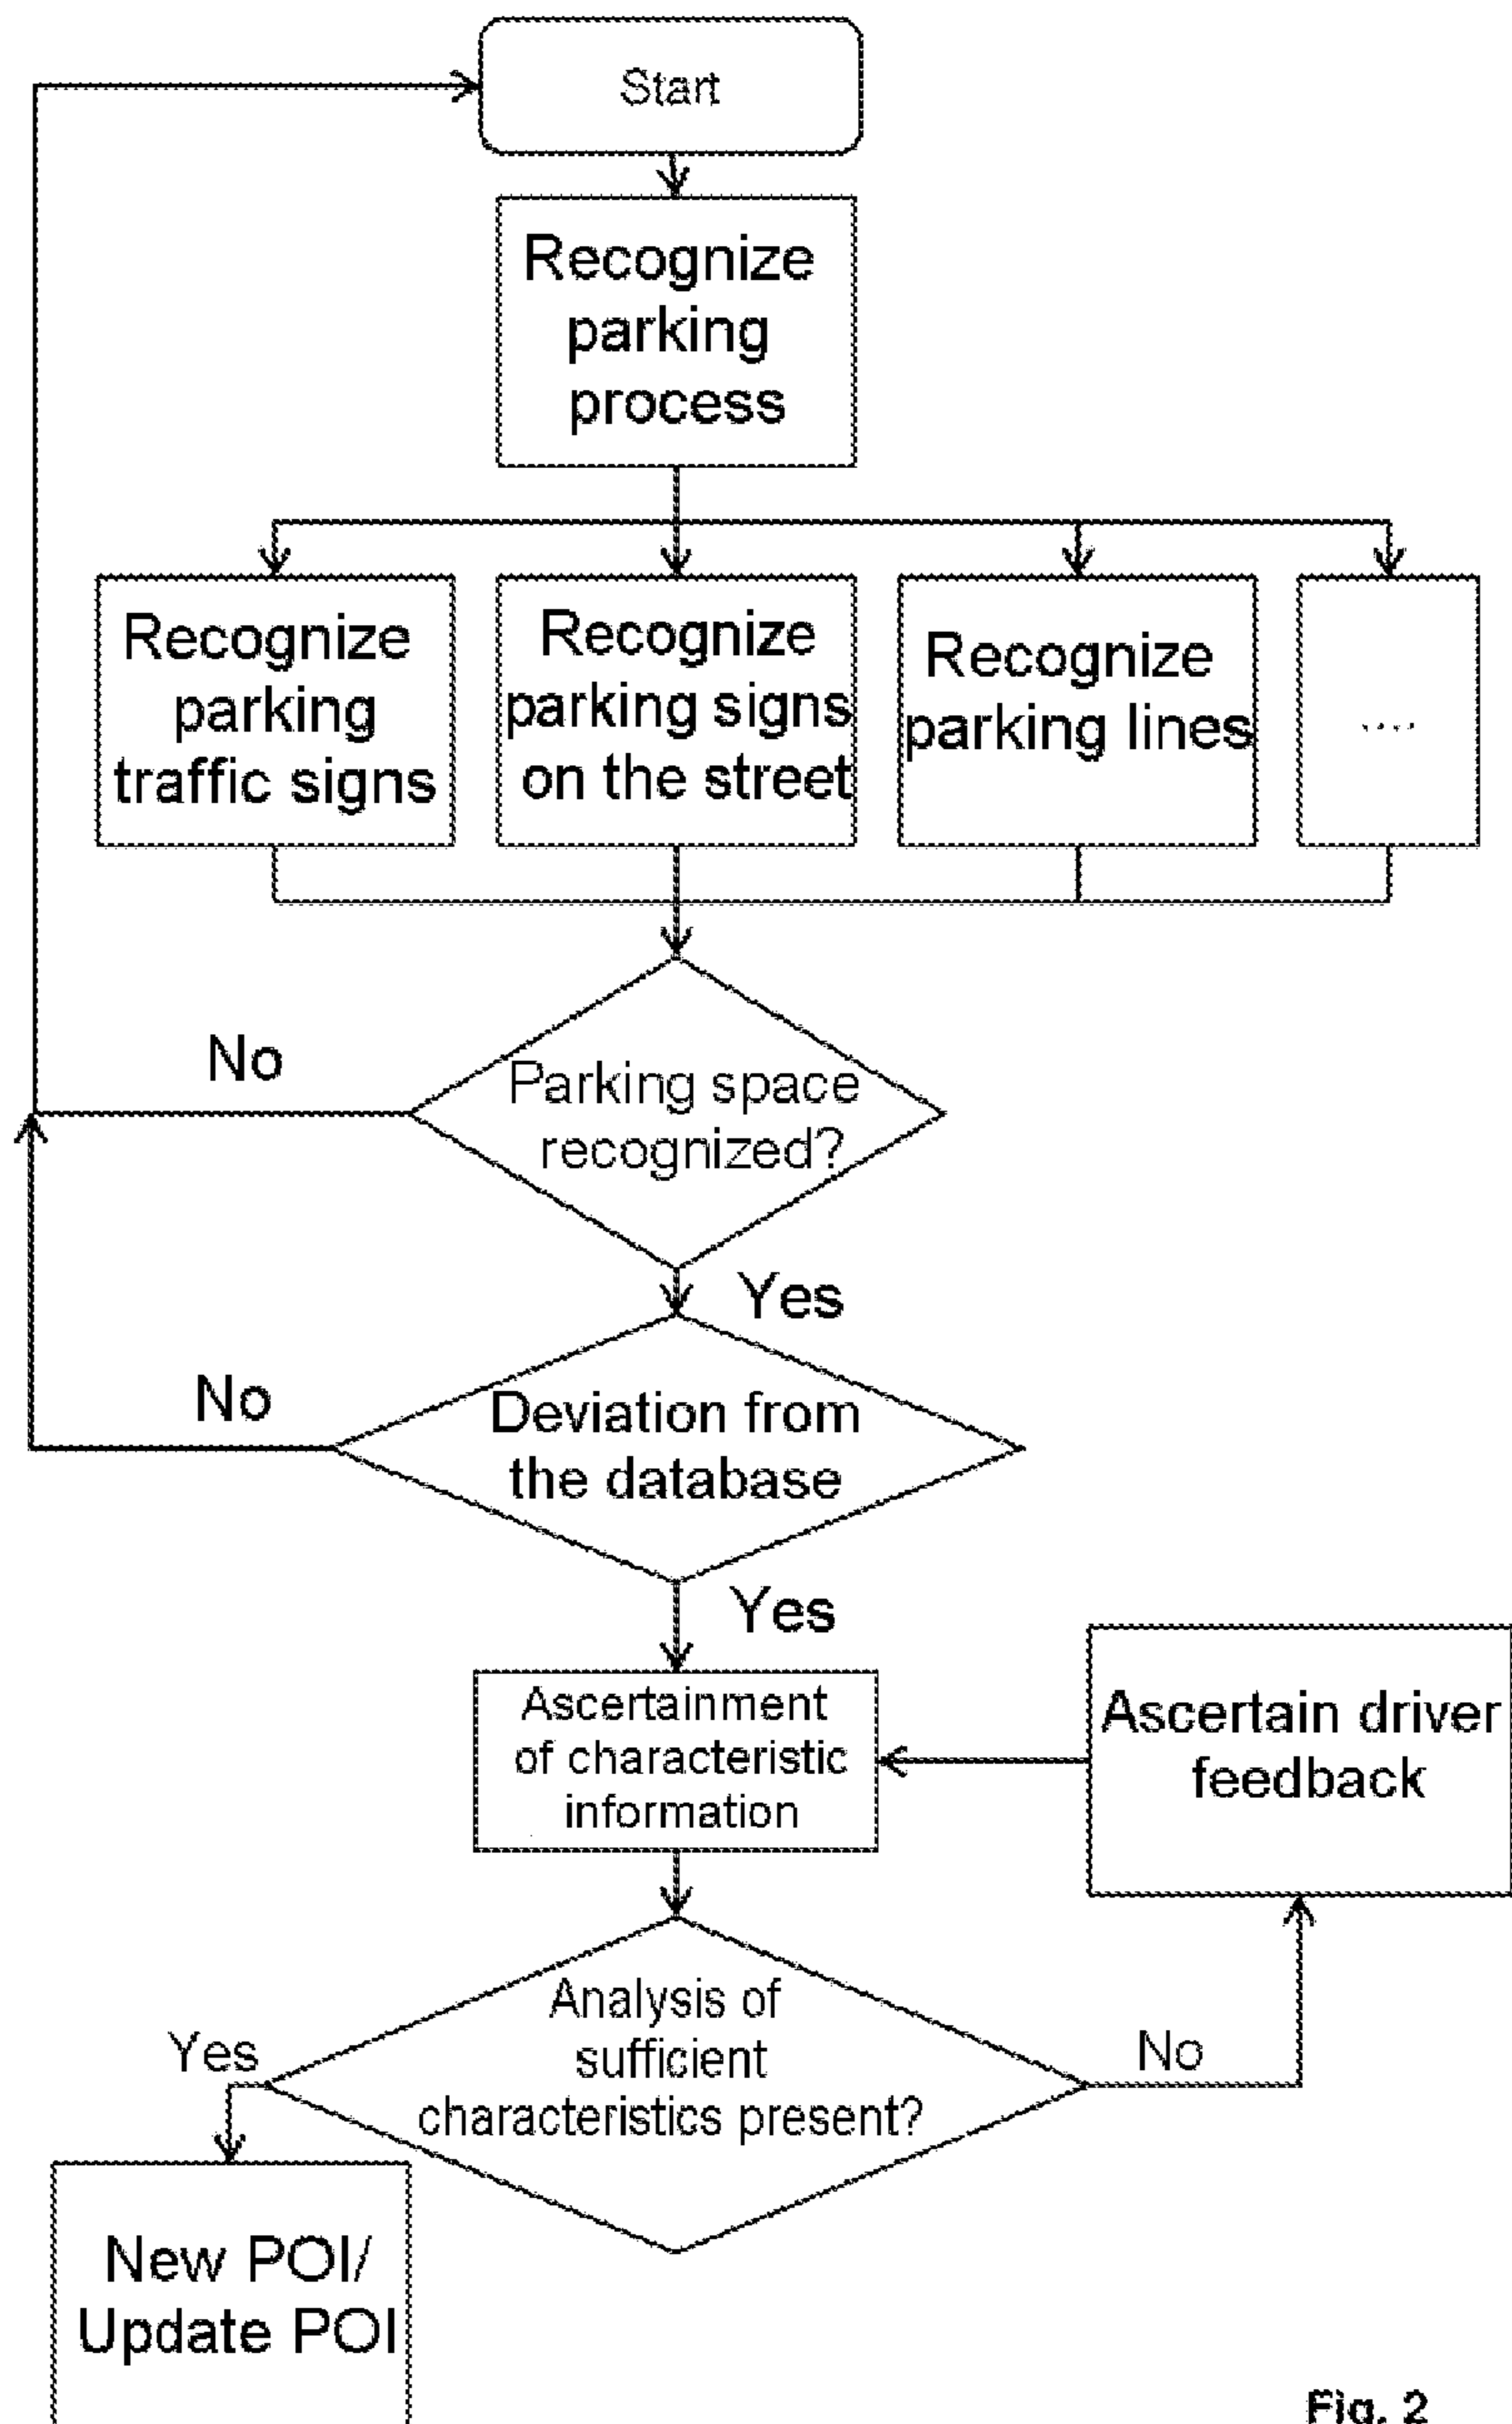 Start
Recognize
parking
process
Recognize
parking
traffic signs
Recognize
parking signs
on the street
Recognize
parking lines
....
No
Parking space
recognized?
Yes
No
Deviation from
the database
Yes
Ascertainment
of characteristic
information
Ascertain driver
feedback
Analysis of
sufficient
characteristics present?
Yes
No
New POI/
Update POI
Fig. 2